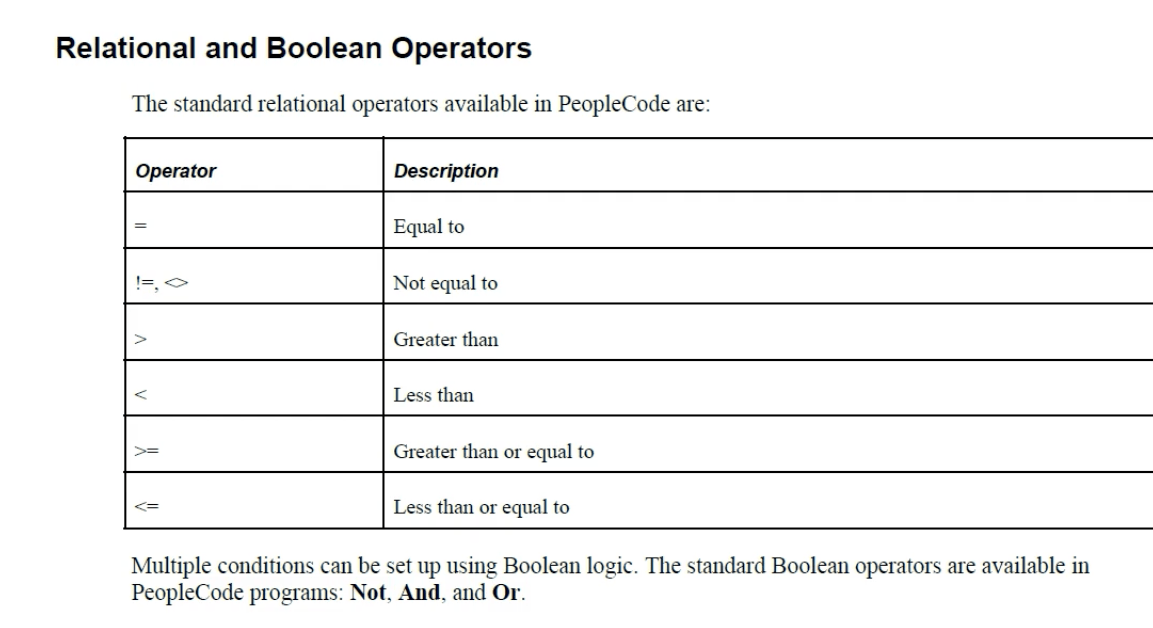 Relational and Boolean Operators
The standard relational operators available in PeopleCode are:
Operator Description
= Equal to
!=, <> Not equal to
> Greater than
< Less than
>= Greater than or equal to
<= Less than or equal to
Multiple conditions can be set up using Boolean logic. The standard Boolean operators are available in
PeopleCode programs: Not, And, and Or.